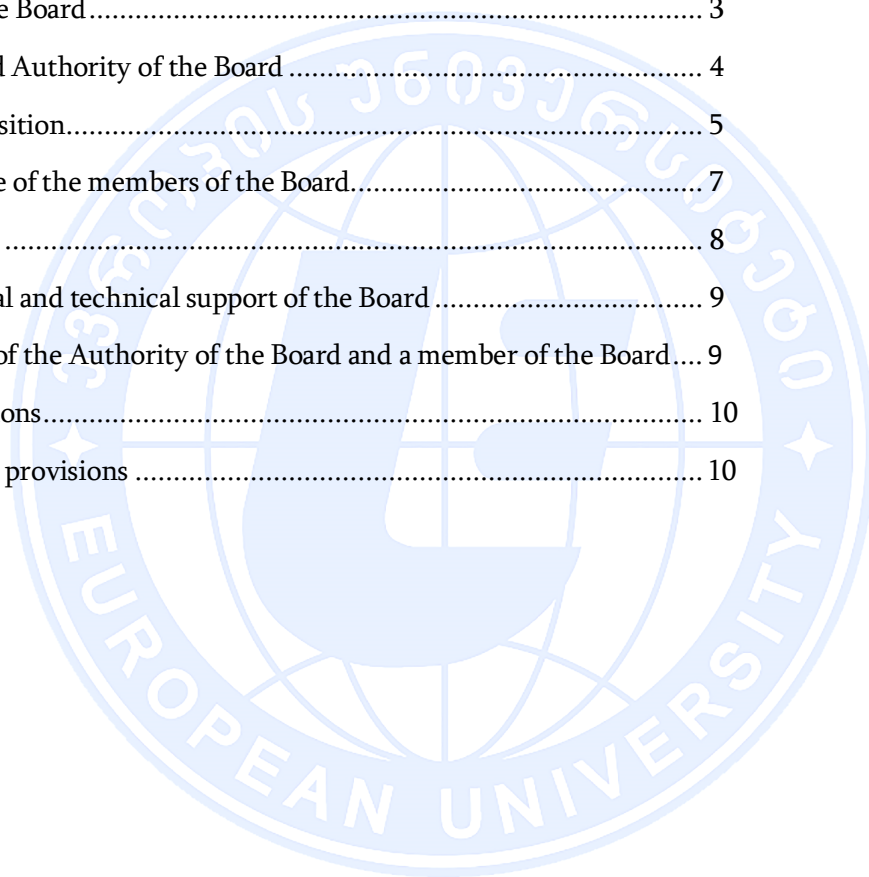 e Board........................................................................................ 3
d Authority of the Board ...................................................... 4
sition................................................................................... 5
e of the members of the Board.............................................. 7
........................................................................................... 8
al and technical support of the Board ................................... 9
of the Authority of the Board and a member of the Board.... 9
ons...................................................................................... 10
provisions .......................................................................... 10
ევროპის უნივერსიტეტი
EUROPEAN UNIVERSITY